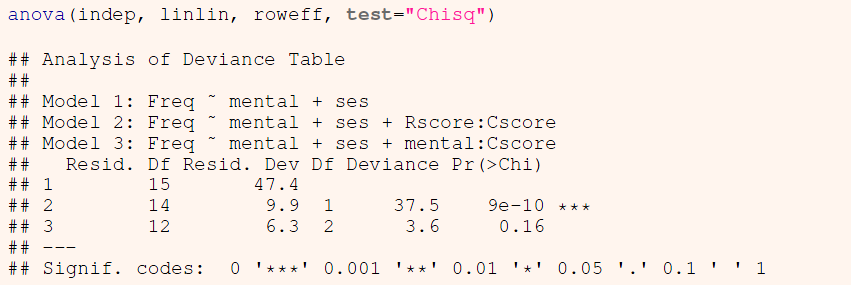 anova(indep, linlin, roweff, test="Chisq")
## Analysis of Deviance Table
##
## Model 1: Freq ~ mental + ses
## Model 2: Freq ~ mental + ses + Rscore:Cscore
## Model 3: Freq ~ mental + ses + mental:Cscore
##   Resid. Df Resid. Dev Df Deviance Pr(>Chi)
## 1        15       47.4
## 2        14        9.9  1     37.5    9e-10 ***
## 3        12        6.3  2      3.6     0.16
## ---
## Signif. codes:  0 '***' 0.001 '**' 0.01 '*' 0.05 '.' 0.1 ' ' 1